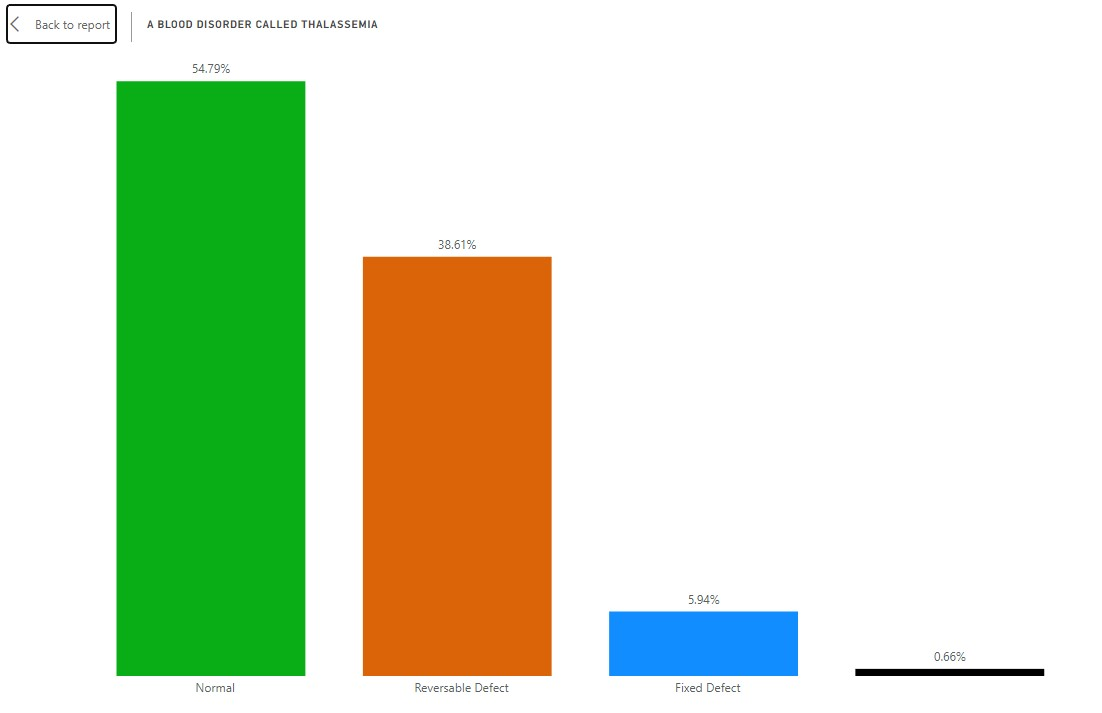 Back to report
A BLOOD DISORDER CALLED THALASSEMIA
54.79%
38.61%
5.94%
0.66%
Normal
Reversable Defect
Fixed Defect